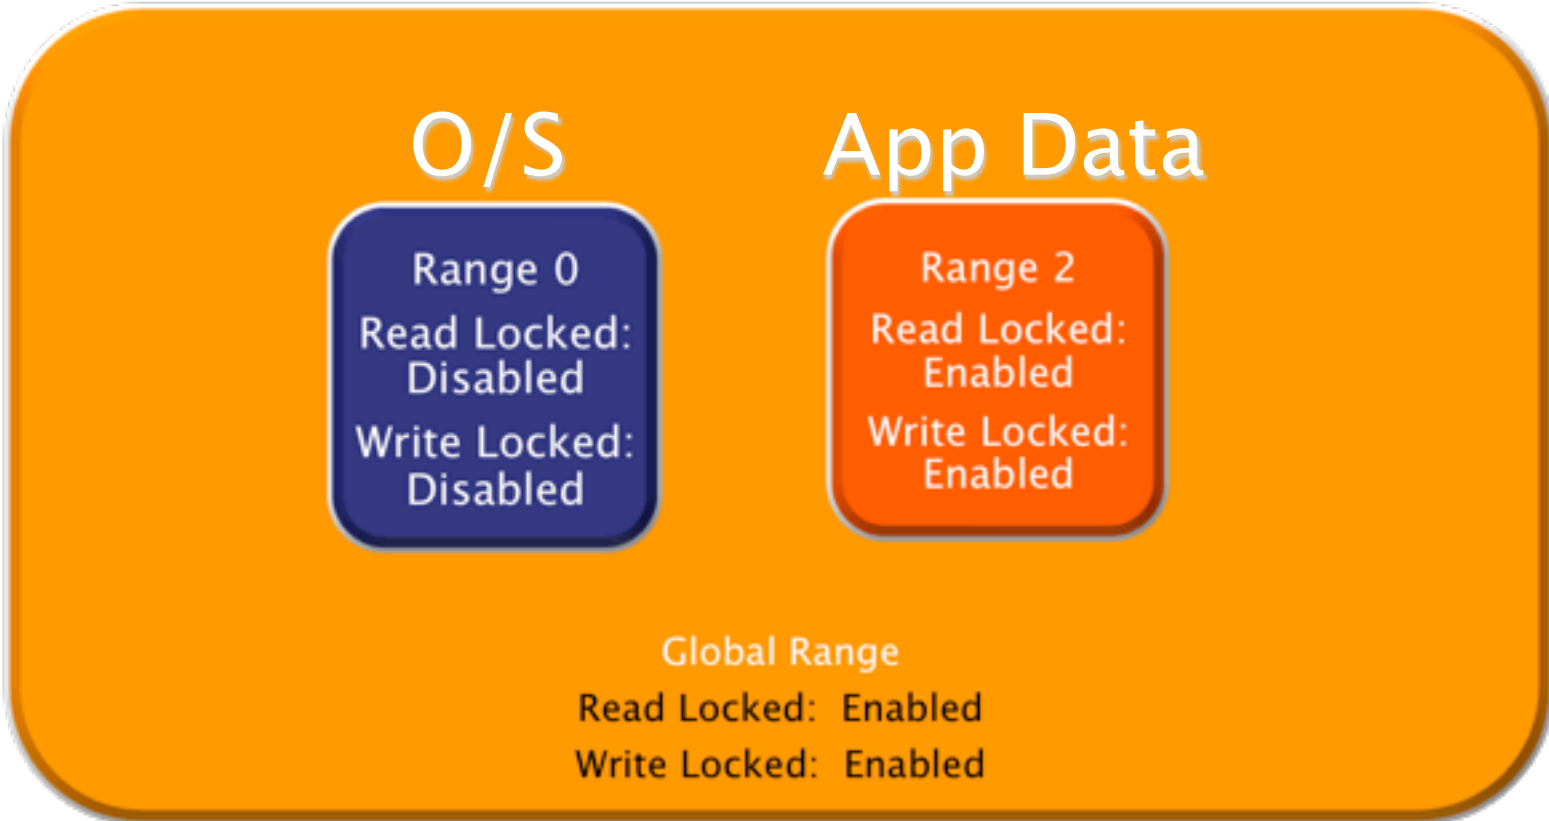 O/S
Range 0
Read Locked:
Disabled
Write Locked:
Disabled
App Data
Range 2
Read Locked:
Enabled
Write Locked:
Enabled
Global Range
Read Locked: Enabled
Write Locked: Enabled